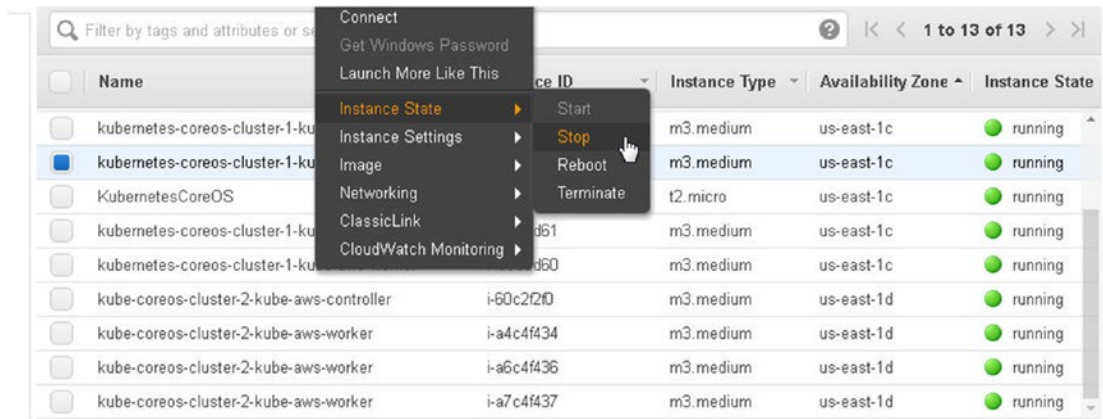 Filter by tags and attributes or se
1 to 13 of 13
Connect
Get Windows Password
Launch More Like This
Instance State
Instance Settings
Image
Networking
ClassicLink
CloudWatch Monitoring
Start
Stop
Reboot
Terminate
Name ce ID Instance Type Availability Zone Instance State
kubernetes-coreos-cluster-1-ku m3.medium us-east-1c running
kubernetes-coreos-cluster-1-ku m3.medium us-east-1c running
KubernetesCoreOS t2.micro us-east-1c running
kubernetes-coreos-cluster-1-ku d61 m3.medium us-east-1c running
kubernetes-coreos-cluster-1-ku d60 m3.medium us-east-1c running
kube-coreos-cluster-2-kube-aws-controller i-60c2f2f0 m3.medium us-east-1d running
kube-coreos-cluster-2-kube-aws-worker i-a4c4f434 m3.medium us-east-1d running
kube-coreos-cluster-2-kube-aws-worker i-a6c4f436 m3.medium us-east-1d running
kube-coreos-cluster-2-kube-aws-worker i-a7c4f437 m3.medium us-east-1d running